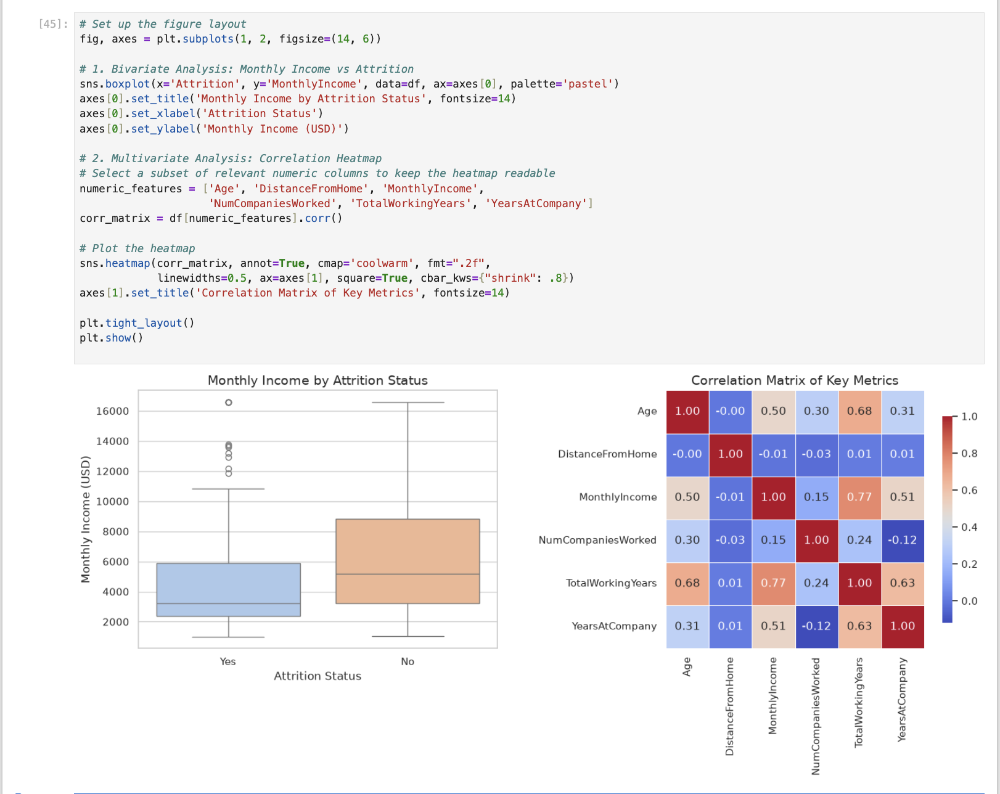 [45]:
# Set up the figure layout
fig, axes = plt.subplots(1, 2, figsize=(14, 6))
# 1. Bivariate Analysis: Monthly Income vs Attrition
sns.boxplot(x='Attrition', y='MonthlyIncome', data=df, ax=axes[0], palette='pastel')
axes[0].set_title('Monthly Income by Attrition Status', fontsize=14)
axes[0].set_xlabel('Attrition Status')
axes[0].set_ylabel('Monthly Income (USD)')
# 2. Multivariate Analysis: Correlation Heatmap
# Select a subset of relevant numeric columns to keep the heatmap readable
numeric_features = ['Age', 'DistanceFromHome', 'MonthlyIncome',
                    'NumCompaniesWorked', 'TotalWorkingYears', 'YearsAtCompany']
corr_matrix = df[numeric_features].corr()
# Plot the heatmap
sns.heatmap(corr_matrix, annot=True, cmap='coolwarm', fmt=".2f",
            linewidths=0.5, ax=axes[1], square=True, cbar_kws={"shrink": .8})
axes[1].set_title('Correlation Matrix of Key Metrics', fontsize=14)
plt.tight_layout()
plt.show()
Monthly Income by Attrition Status
Monthly Income (USD)
16000
14000
12000
10000
8000
6000
4000
2000
Yes No
Attrition Status
Correlation Matrix of Key Metrics
Age 1.00 -0.00 0.50 0.30 0.68 0.31
DistanceFromHome -0.00 1.00 -0.01 -0.03 0.01 0.01
MonthlyIncome 0.50 -0.01 1.00 0.15 0.77 0.51
NumCompaniesWorked 0.30 -0.03 0.15 1.00 0.24 -0.12
TotalWorkingYears 0.68 0.01 0.77 0.24 1.00 0.63
YearsAtCompany 0.31 0.01 0.51 -0.12 0.63 1.00
Age
DistanceFromHome
MonthlyIncome
NumCompaniesWorked
TotalWorkingYears
YearsAtCompany
1.0
0.8
0.6
0.4
0.2
0.0